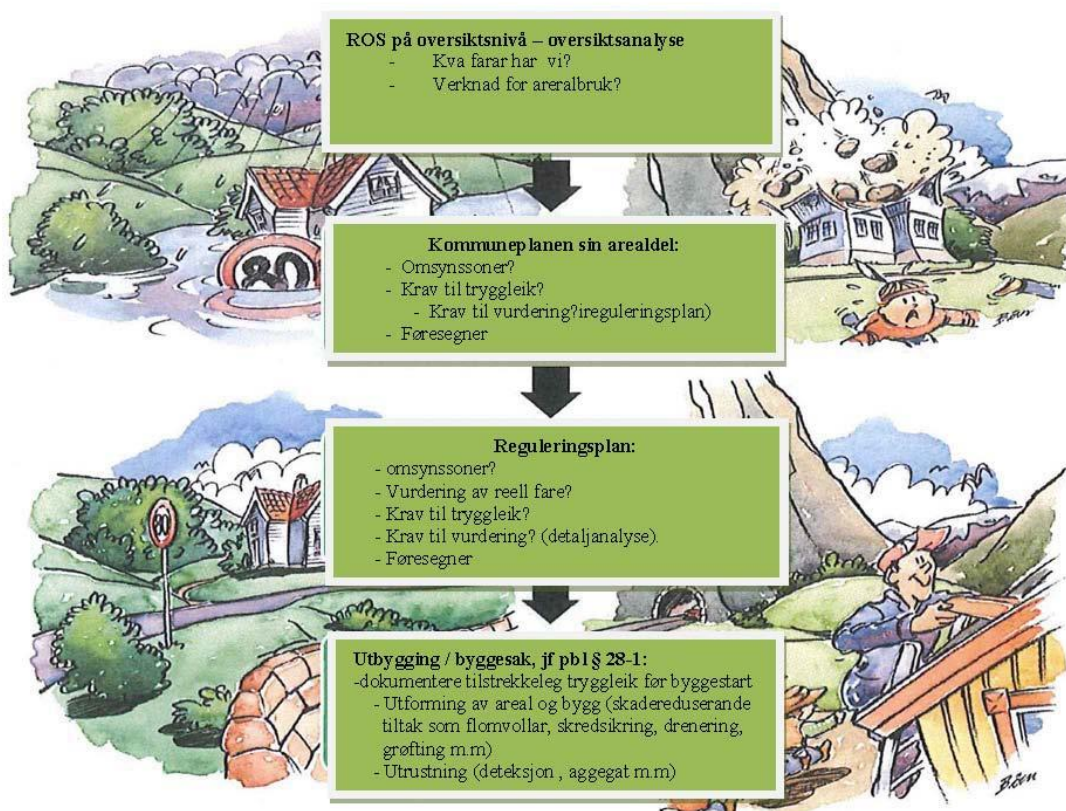 ROS på oversiktsnivå – oversiktsanalyse
- Kva farar har vi?
- Verknad for areralbruk?
80
Kommuneplanen sin arealdel:
- Omsynssoner?
- Krav til tryggleik?
- Krav til vurdering?ireguleringsplan)
- Føresegner
Reguleringsplan:
- omsynssoner?
- Vurdering av reell fare?
- Krav til tryggleik?
- Krav til vurdering? (detaljanalyse).
- Føresegner
80
Utbygging / byggesak, jf pbl § 28-1:
-dokumentere tilstrekkeleg tryggleik før byggestart
- Utforming av areal og bygg (skadereduserande
tiltak som flomvollar, skredsikring, drenering,
grøfting m.m)
- Utrustning (deteksjon , aggegat m.m)